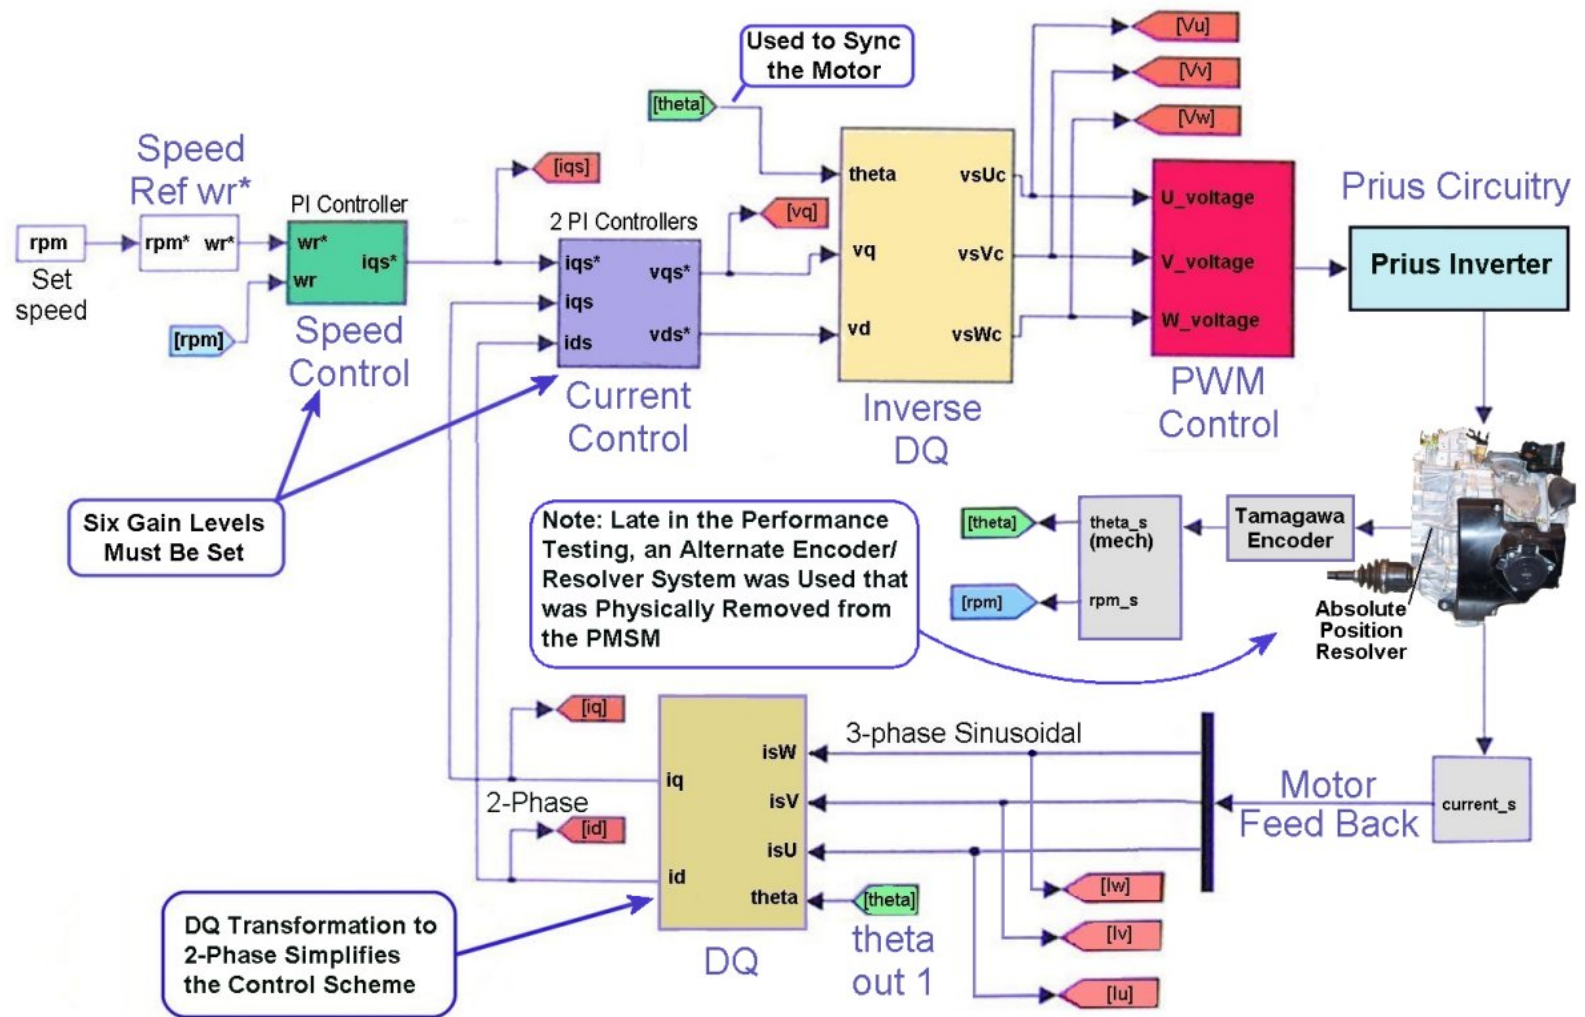 Used to Sync
the Motor
[theta]
[Vu]
[Vv]
[Vw]
Speed
Ref wr*
rpm
Set
speed
rpm* wr*
PI Controller
wr*
wr
iqs*
Speed
Control
[rpm]
[iqs]
2 PI Controllers
iqs*
iqs
ids
vqs*
vds*
Current
Control
[vq]
theta
vq
vd
vsUc
vsVc
vsWc
Inverse
DQ
U_voltage
V_voltage
W_voltage
PWM
Control
Prius Circuitry
Prius Inverter
Six Gain Levels
Must Be Set
Note: Late in the Performance
Testing, an Alternate Encoder/
Resolver System was Used that
was Physically Removed from
the PMSM
[theta]
[rpm]
theta_s
(mech)
rpm_s
Tamagawa
Encoder
Absolute
Position
Resolver
[iq]
2-Phase
[id]
iq
id
isW
isV
isU
theta
DQ
3-phase Sinusoidal
[theta]
theta
out 1
[Iw]
[Iv]
[Iu]
Motor
Feed Back
current_s
DQ Transformation to
2-Phase Simplifies
the Control Scheme